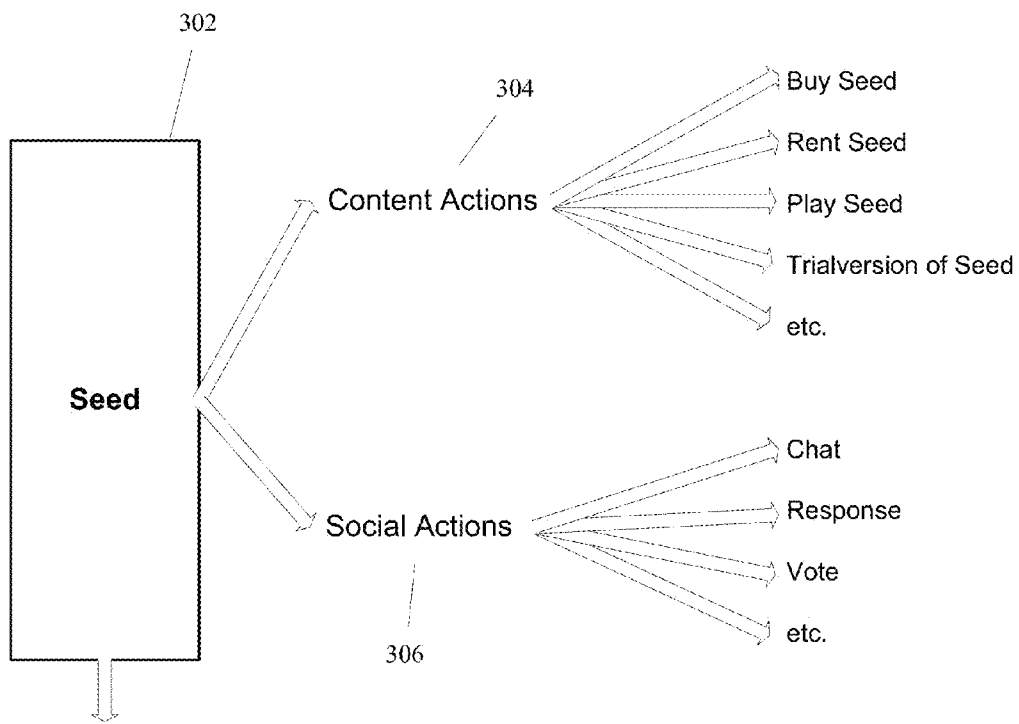 302
304
Buy Seed
Rent Seed
Content Actions
Play Seed
Trialversion of Seed
etc.
Seed
Chat
Social Actions
Response
Vote
etc.
306